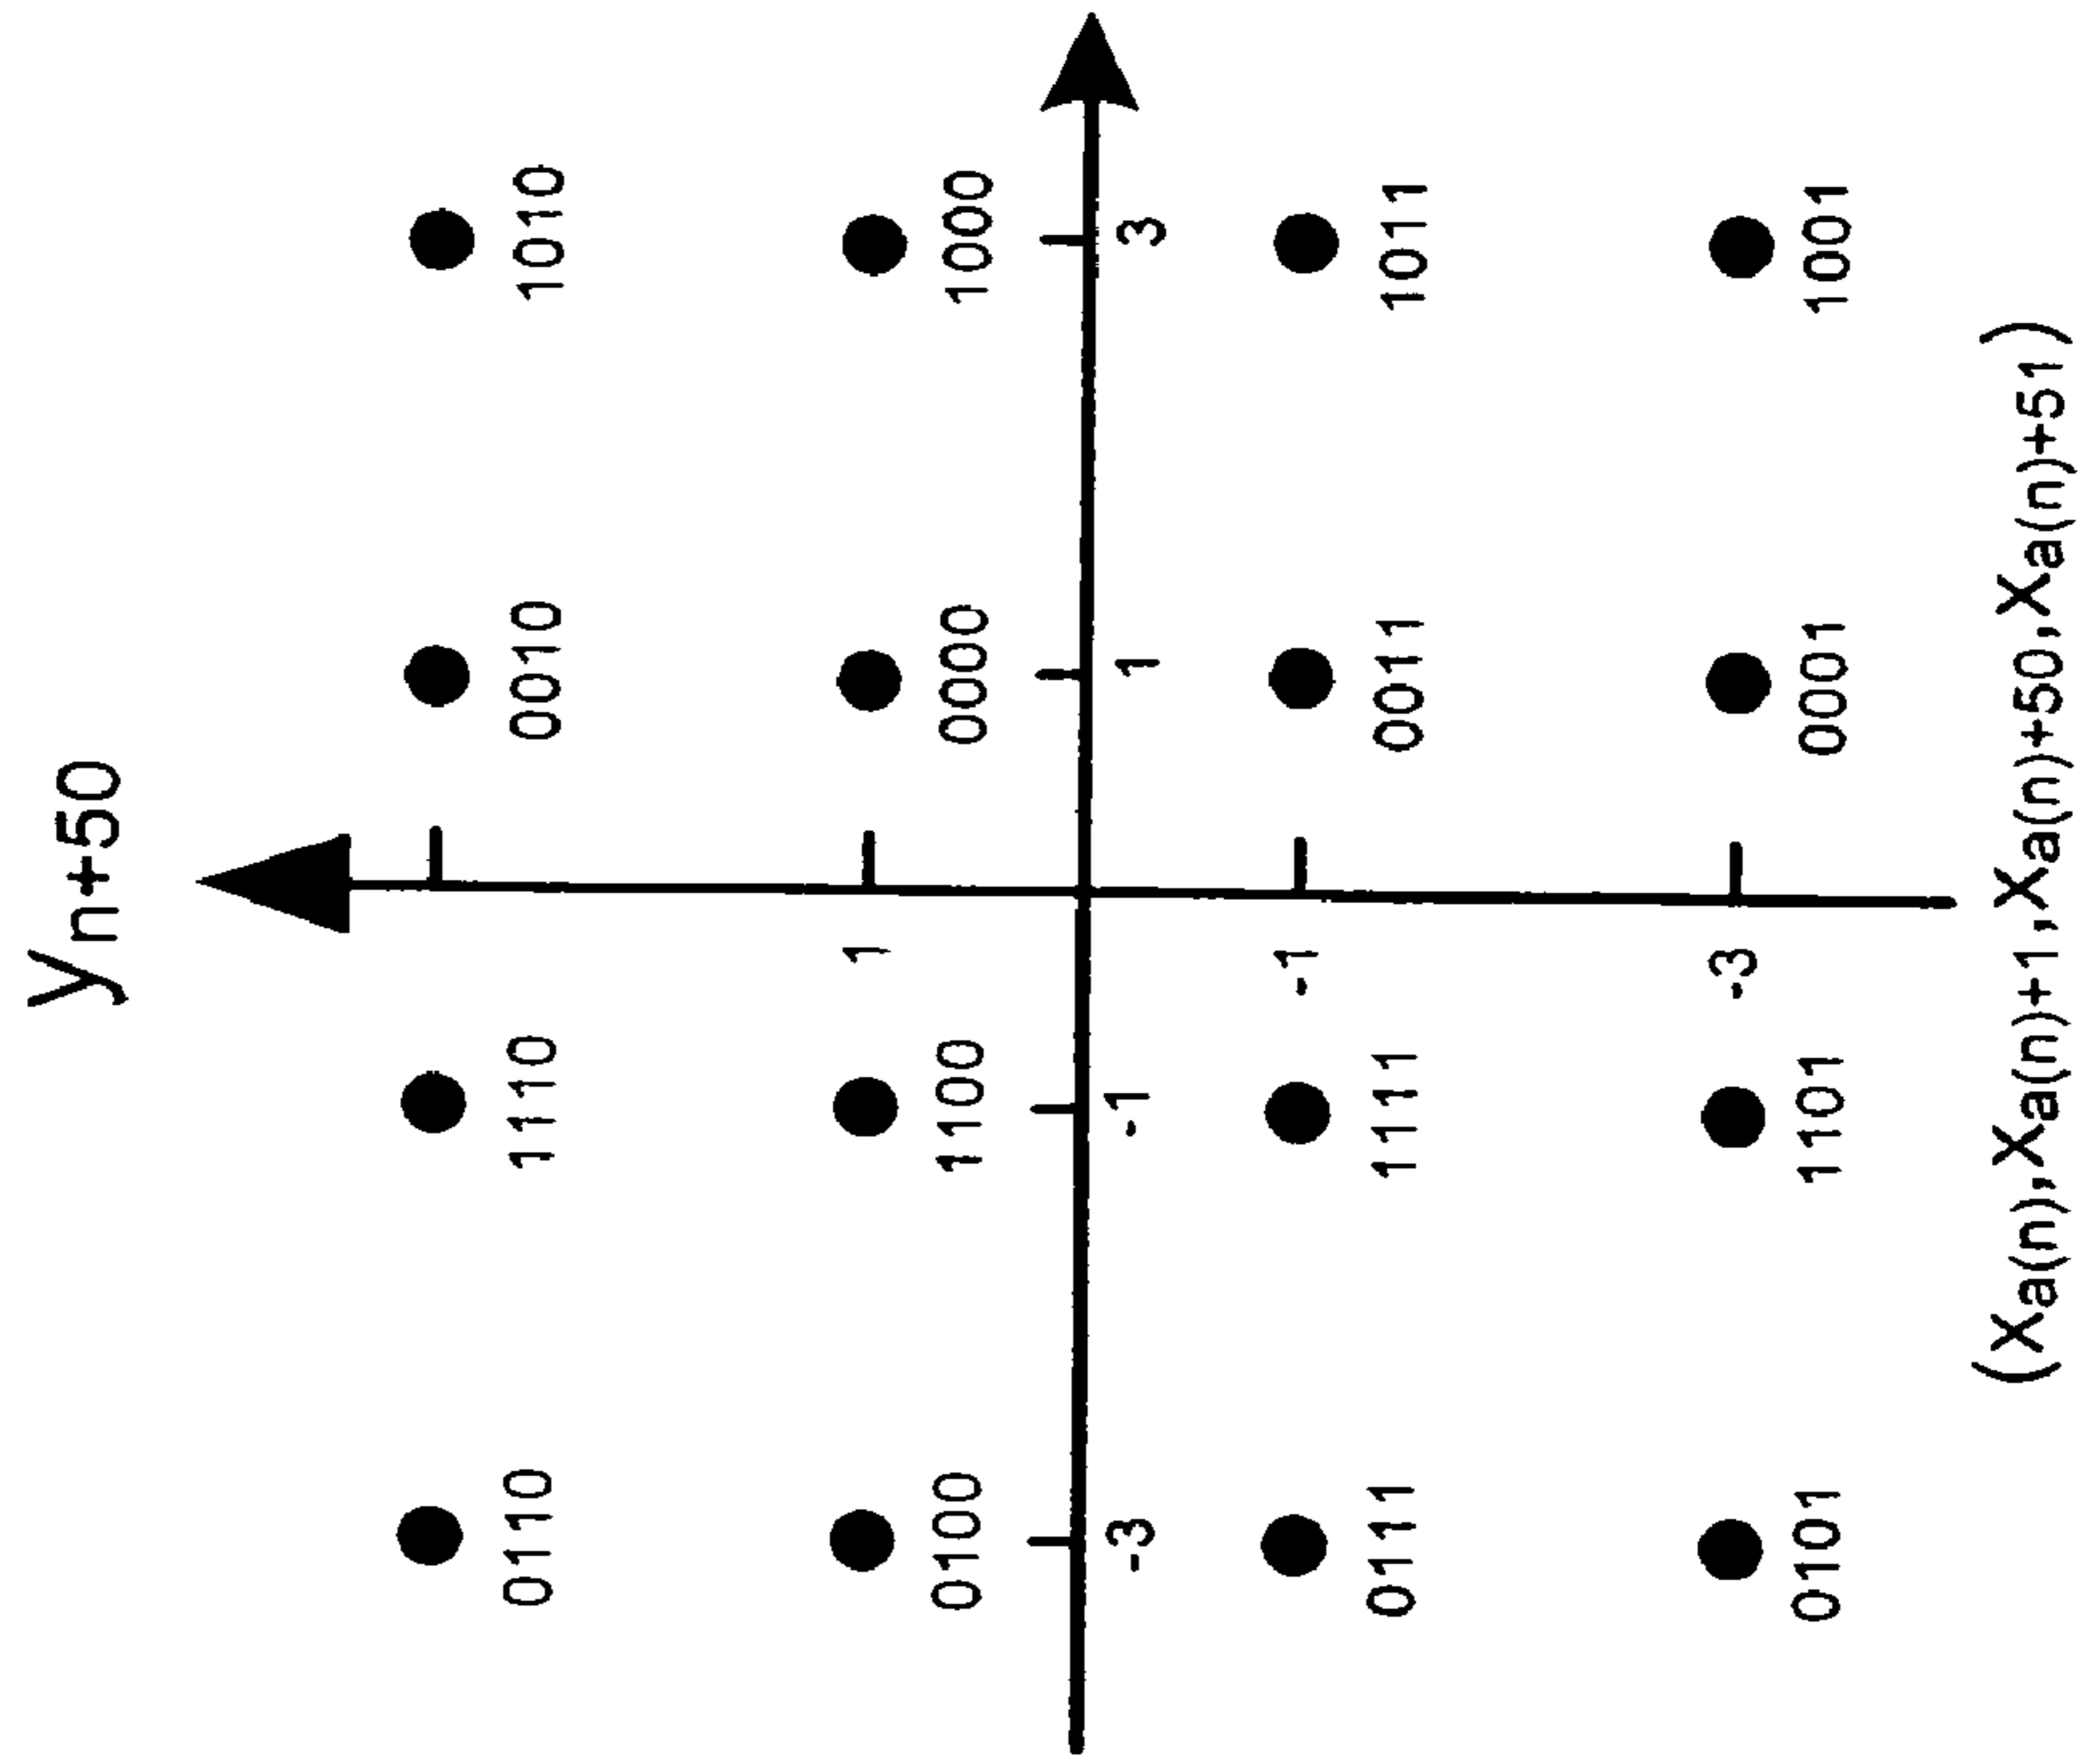 yn+50
0110 1110 0010 1010
1
0100 1100 0000 1000
-3 -1 1 3
-1
0111 1111 0011 1011
-3
0101 1101 0001 1001
(xa(n),xa(n)+1,xa(n)+50,xa(n)+51)